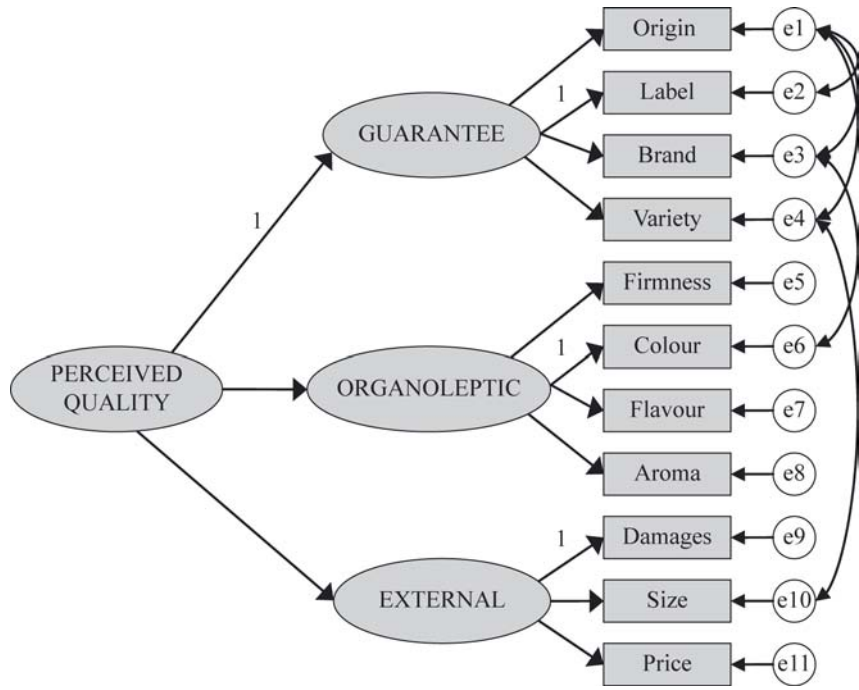 Origin
e1
1
Label
e2
GUARANTEE
Brand
e3
1
Variety
e4
Firmness
e5
1
Colour
e6
PERCEIVED
QUALITY
ORGANOLEPTIC
Flavour
e7
Aroma
e8
1
Damages
e9
EXTERNAL
Size
e10
Price
e11